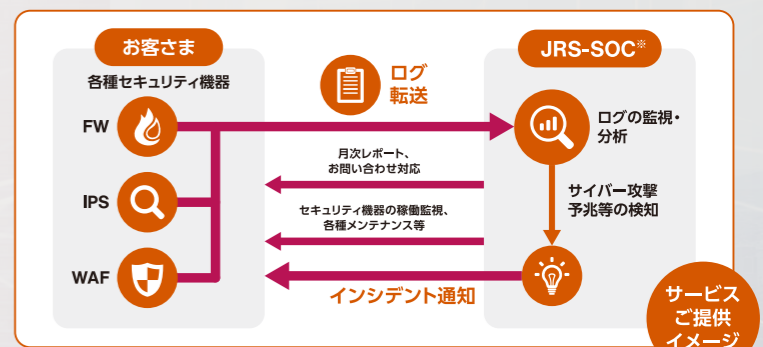 お客さま
各種セキュリティ機器
FW
IPS
WAF
ログ
転送
月次レポート、
お問い合わせ対応
セキュリティ機器の稼働監視、
各種メンテナンス等
インシデント通知
JRS-SOC※
ログの監視・
分析
サイバー攻撃
予兆等の検知
サービス
ご提供
イメージ